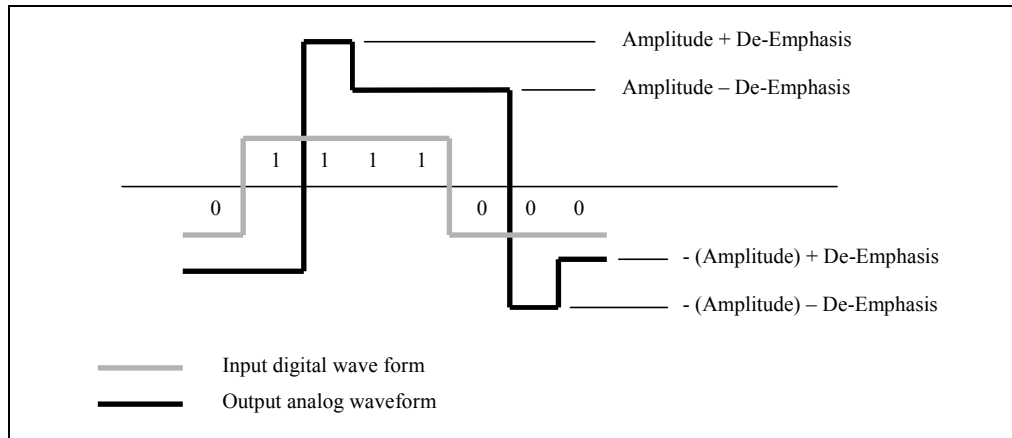 Amplitude + De-Emphasis
Amplitude – De-Emphasis
1 1 1 1
0 0 0 0
- (Amplitude) + De-Emphasis
- (Amplitude) – De-Emphasis
Input digital wave form
Output analog waveform